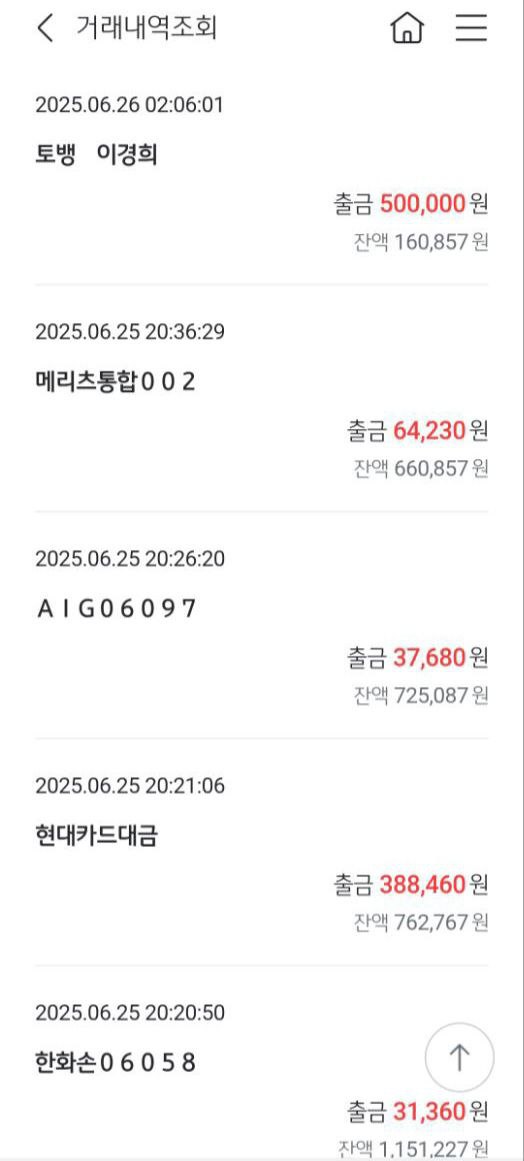 거래내역조회
2025.06.26 02:06:01
토뱅 이경희
출금 500,000원
잔액 160,857원
2025.06.25 20:36:29
메리츠통합0 0 2
출금 64,230원
잔액 660,857원
2025.06.25 20:26:20
A I G 0 6 0 9 7
출금 37,680원
잔액 725,087원
2025.06.25 20:21:06
현대카드대금
출금 388,460원
잔액 762,767원
2025.06.25 20:20:50
한화손0 6 0 5 8
출금 31,360원
잔액 1,151,227원